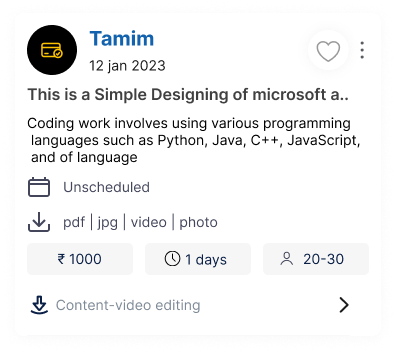 Tamim
12 jan 2023
This is a Simple Designing of microsoft a..
Coding work involves using various programming
languages such as Python, Java, C++, JavaScript,
and of language
Unscheduled
pdf | jpg | video | photo
₹ 1000
1 days
20-30
Content-video editing